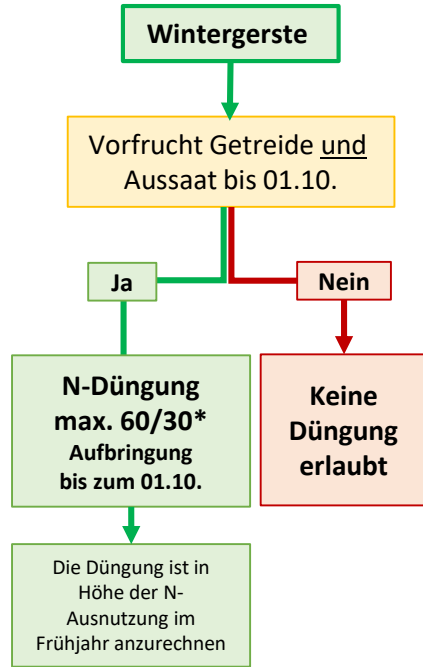 Wintergerste
Vorfrucht Getreide und
Aussaat bis 01.10.
Ja
Nein
N-Düngung
max. 60/30*
Aufbringung
bis zum 01.10.
Keine
Düngung
erlaubt
Die Düngung ist in
Höhe der N-
Ausnutzung im
Frühjahr anzurechnen